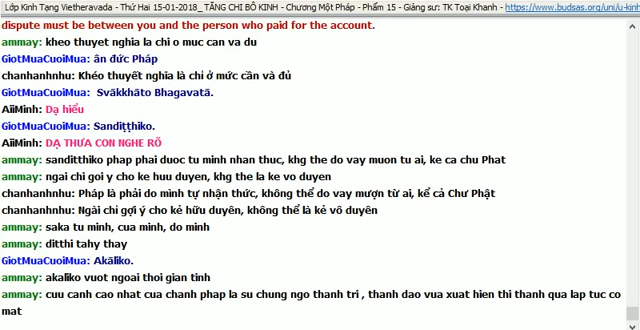 Lớp Kinh Tạng Vietheravada - Thứ Hai 15-01-2018_ TĂNG CHI BỘ KINH - Chương Một Pháp - Phẩm 15 - Giảng sư: TK Toại Khanh - https://www.budsas.org/uni/u-kinh
dispute must be between you and the person who paid for the account.
ammay: kheo thuyet nghia la chi o muc can va du
GiotMuaCuoiMua: ân đức Pháp
chanhanhnhu: Khéo thuyết nghĩa là chỉ ở mức cần và đủ
GiotMuaCuoiMua: Svākkhāto Bhagavatā.
AiiMinh: Dạ hiểu
GiotMuaCuoiMua: Sandiṭṭhiko.
AiiMinh: DẠ THƯA CON NGHE RÕ
ammay: sanditthiko phap phai duoc tu minh nhan thuc, khg the do vay muon tu ai, ke ca chu Phat
ammay: ngai chi goi y cho ke huu duyen, khg the la ke vo duyen
chanhanhnhu: Pháp là phải do mình tự nhận thức, không thể do vay mượn từ ai, kể cả Chư Phật
chanhanhnhu: Ngài chỉ gợi ý cho kẻ hữu duyên, không thể là kẻ vô duyên
ammay: saka tu minh, cua minh, do minh
ammay: ditthi tahy thay
GiotMuaCuoiMua: Akāliko.
ammay: akaliko vuot ngoai thoi gian tinh
ammay: cuu canh cao nhat cua chanh phap la su chung ngo thanh tri , thanh dao vua xuat hien thi thanh qua lap tuc co
mat